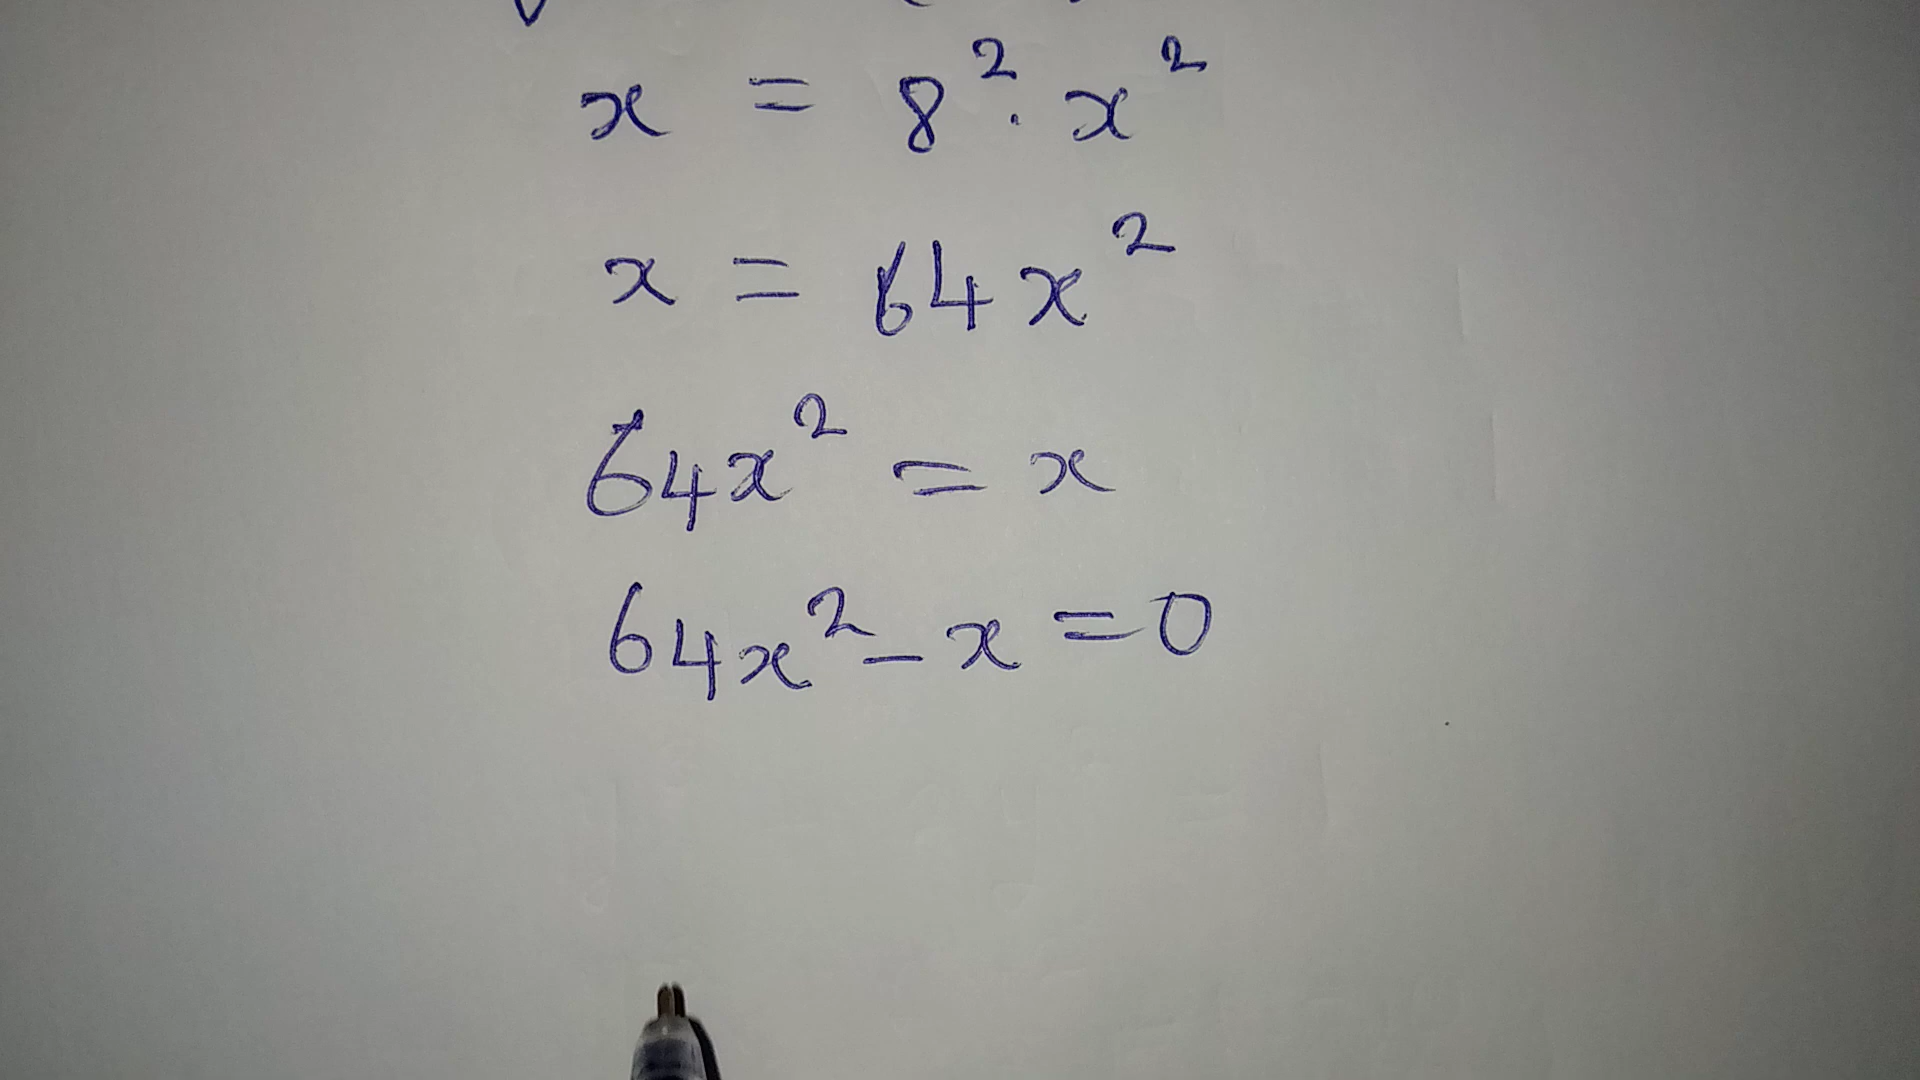 x = 8². x²
x = 64x²
64x² = x
64x² - x = 0